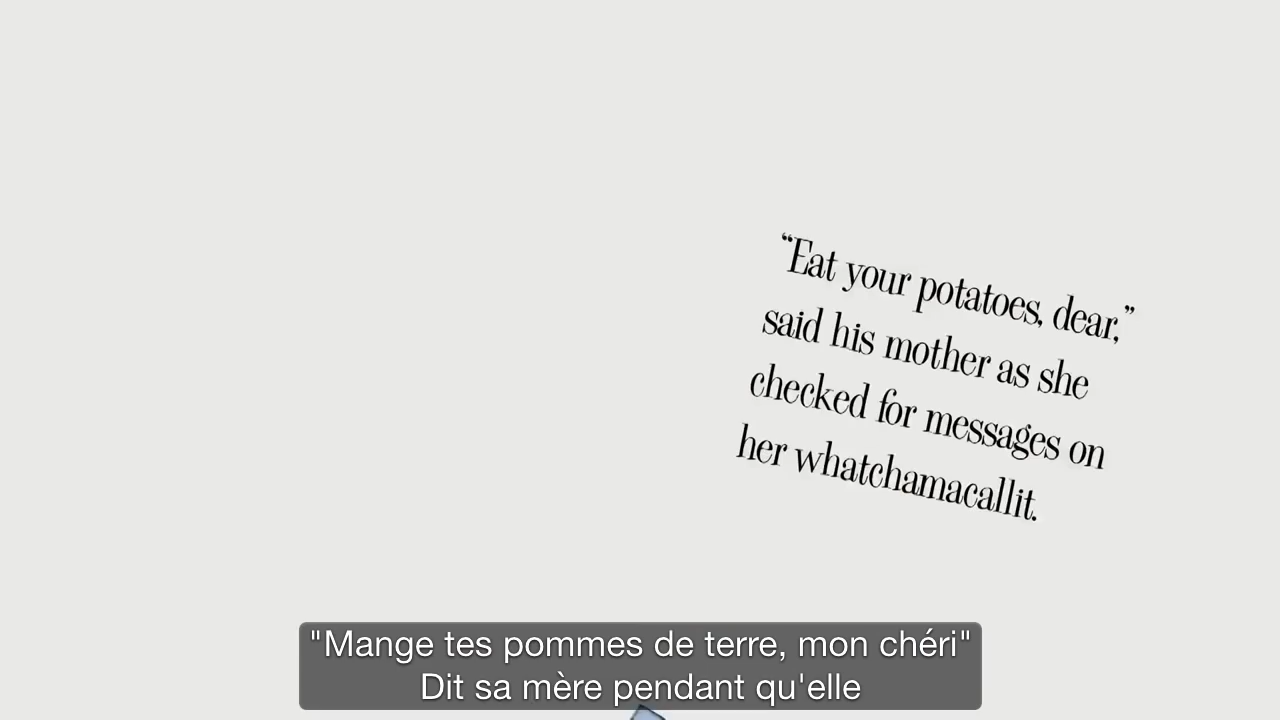 “Eat your potatoes, dear,”
said his mother as she
checked for messages on
her whatchamacallit.
"Mange tes pommes de terre, mon chéri"
Dit sa mère pendant qu'elle